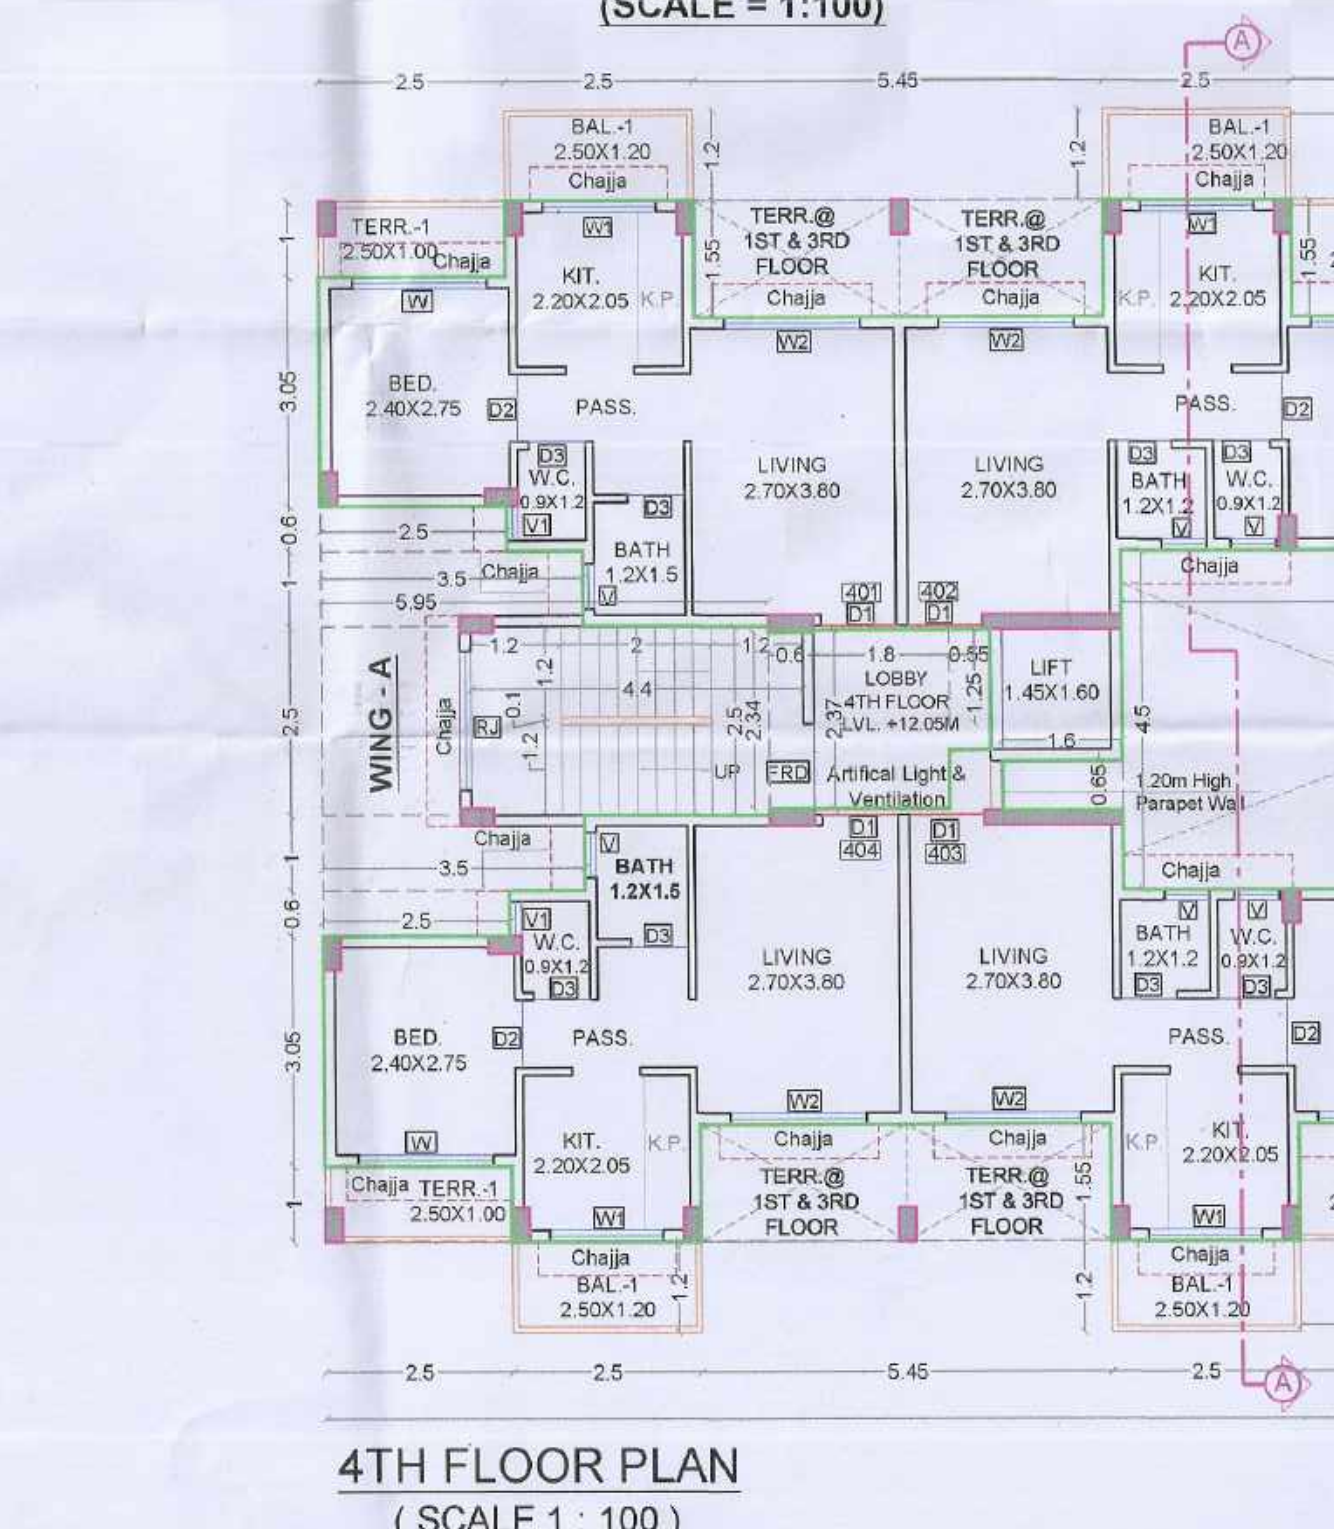 (SCALE = 1:100)
A
2.5 2.5 5.45 2.5
BAL.-1
2.50X1.20
Chajja
1.2
1.2
BAL.-1
2.50X1.20
Chajja
TERR.-1
2.50X1.00
Chajja
1
W
W1
KIT.
2.20X2.05
K.P.
1.55
TERR.@
1ST & 3RD
FLOOR
Chajja
W2
TERR.@
1ST & 3RD
FLOOR
Chajja
W2
W1
KIT.
2.20X2.05
K.P.
1.55
3.05
BED.
2.40X2.75
D2
PASS.
PASS.
D2
D3
W.C.
0.9X1.2
V1
D3
BATH
1.2X1.5
V
LIVING
2.70X3.80
LIVING
2.70X3.80
D3
BATH
1.2X1.2
V
D3
W.C.
0.9X1.2
V
0.6
2.5
1
3.5
Chajja
5.95
401
D1
402
D1
Chajja
WING - A
2.5
Chajja
RJ
1.2
2
1.2
1.2
4.4
0.1
1.2
2.5
2.34
UP
FRD
0.6
1.8
0.55
LOBBY
4TH FLOOR
LVL. +12.05M
2.37
1.25
Artifical Light &
Ventilation
LIFT
1.45X1.60
1.6
0.65
4.5
1.20m High
Parapet Wall
Chajja
3.5
1
0.6
2.5
V
BATH
1.2X1.5
D3
V1
W.C.
0.9X1.2
D3
D1
404
D1
403
Chajja
V
BATH
1.2X1.2
D3
V
W.C.
0.9X1.2
D3
LIVING
2.70X3.80
LIVING
2.70X3.80
3.05
BED.
2.40X2.75
D2
PASS.
PASS.
D2
W
KIT.
2.20X2.05
K.P.
W1
W2
Chajja
TERR.@
1ST & 3RD
FLOOR
W2
Chajja
TERR.@
1ST & 3RD
FLOOR
1.55
K.P.
KIT.
2.20X2.05
W1
1
Chajja
TERR.-1
2.50X1.00
Chajja
BAL.-1
2.50X1.20
1.2
1.2
Chajja
BAL.-1
2.50X1.20
2.5 2.5 5.45 2.5
A
4TH FLOOR PLAN
( SCALE 1 : 100 )